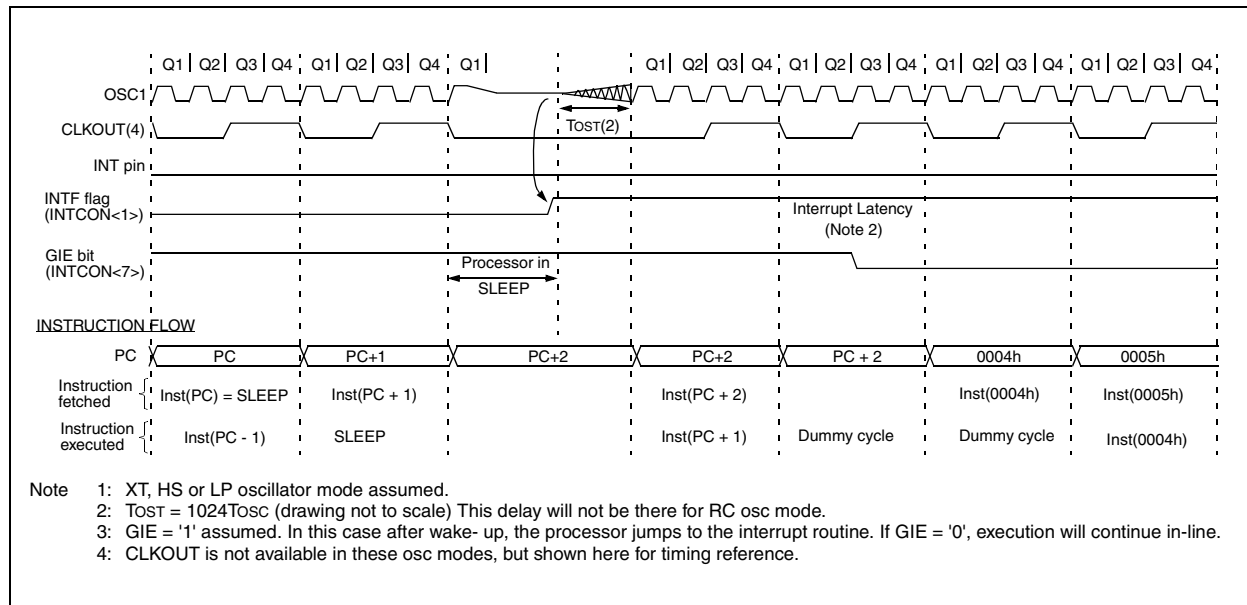 Q1 Q2 Q3 Q4 Q1 Q2 Q3 Q4 Q1 Q1 Q2 Q3 Q4 Q1 Q2 Q3 Q4 Q1 Q2 Q3 Q4 Q1 Q2 Q3 Q4
OSC1
TOST(2)
CLKOUT(4)
INT pin
INTF flag
(INTCON<1>)
Interrupt Latency
(Note 2)
GIE bit
(INTCON<7>)
Processor in
SLEEP
INSTRUCTION FLOW
PC PC PC+1 PC+2 PC+2 PC + 2 0004h 0005h
Instruction
fetched
Inst(PC) = SLEEP Inst(PC + 1) Inst(PC + 2) Inst(0004h) Inst(0005h)
Instruction
executed
Inst(PC - 1) SLEEP Inst(PC + 1) Dummy cycle Dummy cycle Inst(0004h)
Note 1: XT, HS or LP oscillator mode assumed.
2: TOST = 1024TOSC (drawing not to scale) This delay will not be there for RC osc mode.
3: GIE = '1' assumed. In this case after wake- up, the processor jumps to the interrupt routine. If GIE = '0', execution will continue in-line.
4: CLKOUT is not available in these osc modes, but shown here for timing reference.